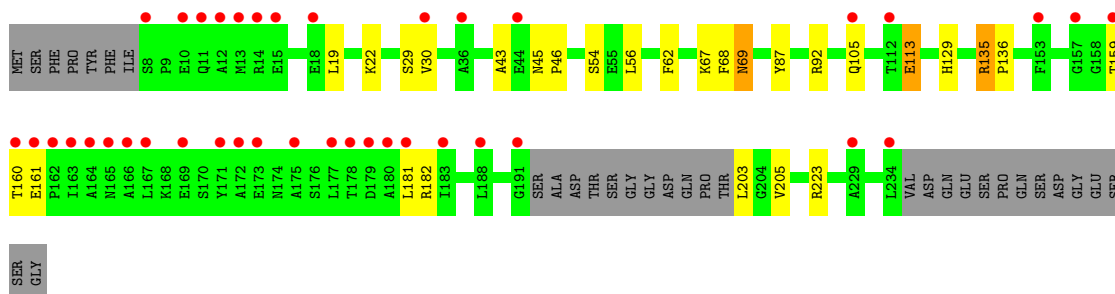 MET SER PHE PRO TYR PHE ILE S8 P9 E10 Q11 A12 M13 R14 E15 E18 L19 K22 S29 V30 A36 A43 E44 N45 P46 S54 E55 L56 F62 K67 F68 N69 Y87 R92 Q105 T112 E113 H129 R135 P136 F153 G157 G158 T159
T160 E161 P162 I163 A164 N165 A166 L167 K168 E169 S170 Y171 A172 E173 N174 A175 S176 L177 T178 D179 A180 L181 R182 I183 L188 G191 SER ALA ASP THR SER GLY GLY ASP GLN PRO THR L203 G204 V205 R223 A229 L234 VAL ASP GLN GLU SER PRO GLN SER ASP GLY GLU SER
SER GLY